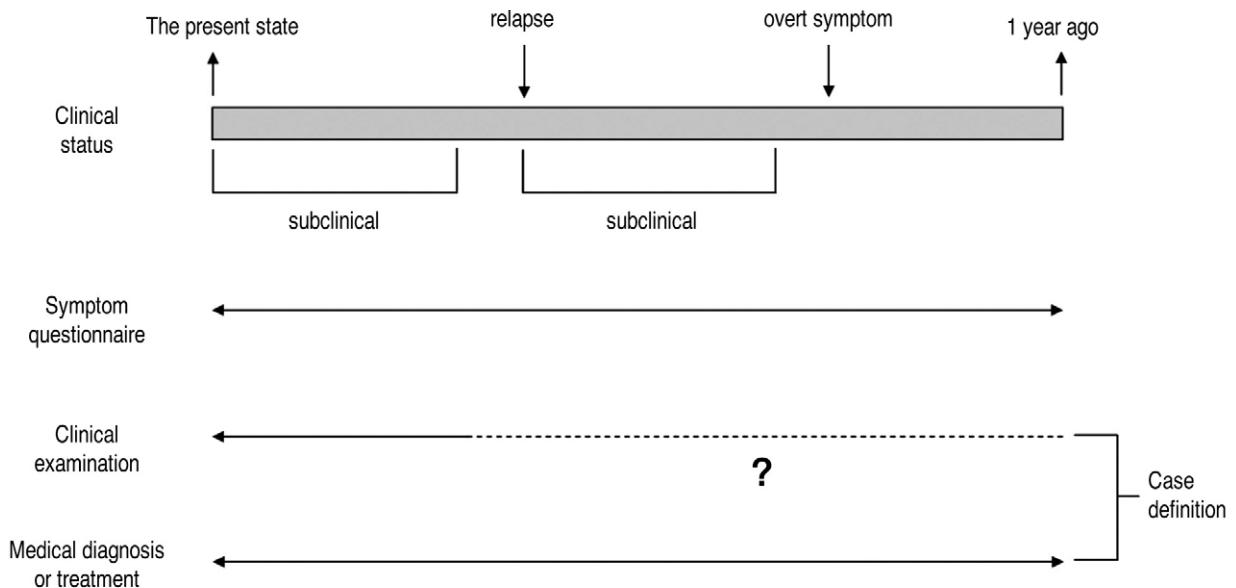 The present state
relapse
overt symptom
1 year ago
Clinical
status
subclinical
subclinical
Symptom
questionnaire
Clinical
examination
?
Case
definition
Medical diagnosis
or treatment